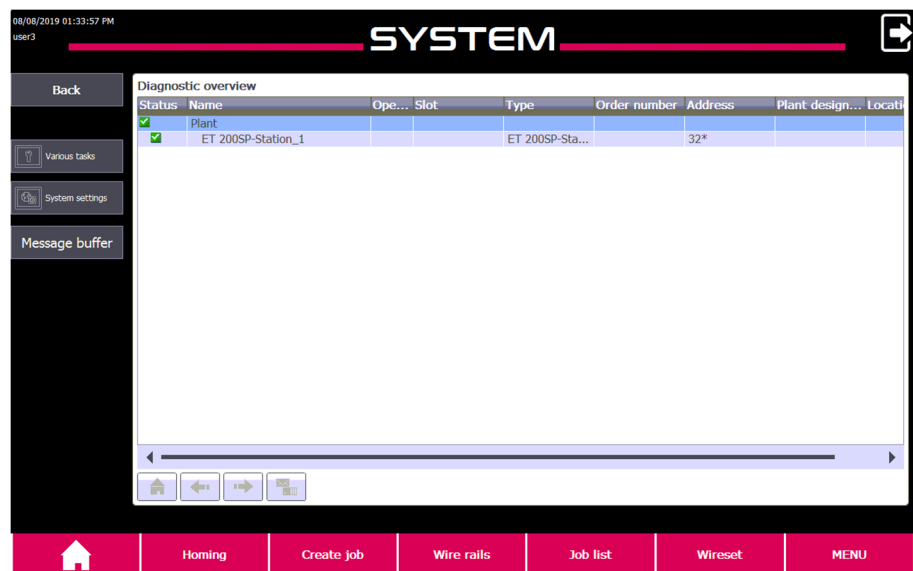 08/08/2019 01:33:57 PM
user3
SYSTEM
Back
Various tasks
System settings
Message buffer
Diagnostic overview
Status Name Ope... Slot Type Order number Address Plant design... Locatio
Plant
ET 200SP-Station_1 ET 200SP-Sta... 32*
Homing Create job Wire rails Job list Wireset MENU